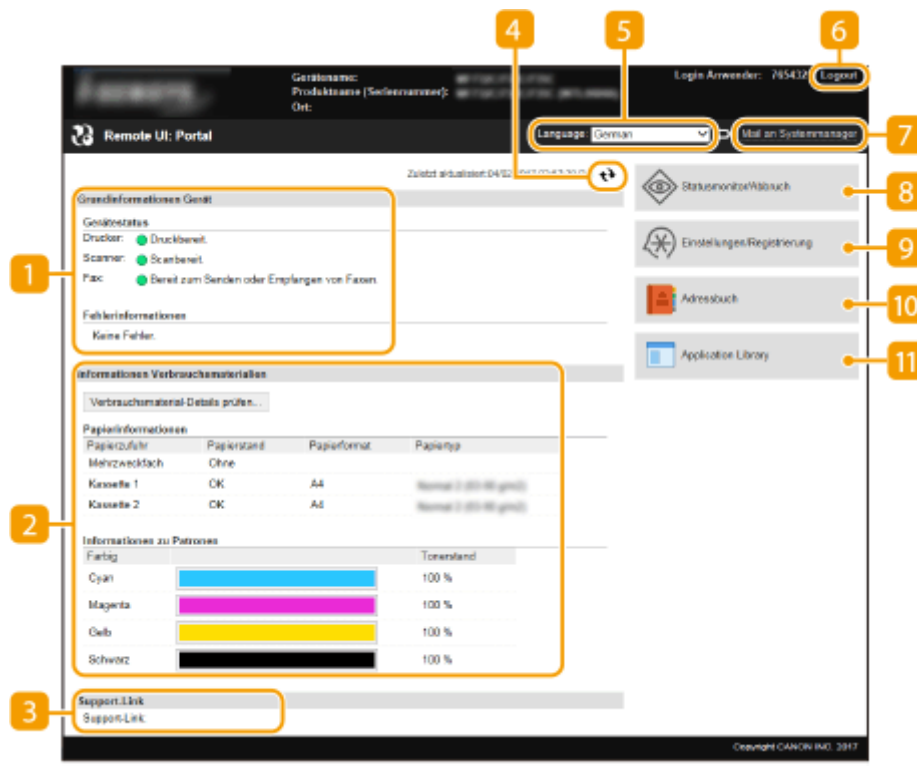 4 5 6
Gerätename:
Login Anwender: 765432 Logout
Produktname (Seriennummer):
Ort:
Remote UI: Portal
Language: German
Mail an Systemmanager
7
Zuletzt aktualisiert:
Grundinformationen Gerät
Gerätestatus
Drucker: Druckbereit.
Scanner: Scanbereit.
Fax: Bereit zum Senden oder Empfangen von Faxen.
1
Fehlerinformationen
Keine Fehler.
Statusmonitor/Abbruch
8
Einstellungen/Registrierung
9
Adressbuch
10
Application Library
11
Informationen Verbrauchsmaterialien
Verbrauchsmaterial-Details prüfen...
Papierinformationen
Papierzufuhr Papierstand Papierformat Papiertyp
Mehrzweckfach Ohne
Kassette 1 OK A4
Kassette 2 OK A4
2
Informationen zu Patronen
Farbig Tonerstand
Cyan 100 %
Magenta 100 %
Gelb 100 %
Schwarz 100 %
3
Support-Link
Support-Link:
Copyright CANON INC. 2017